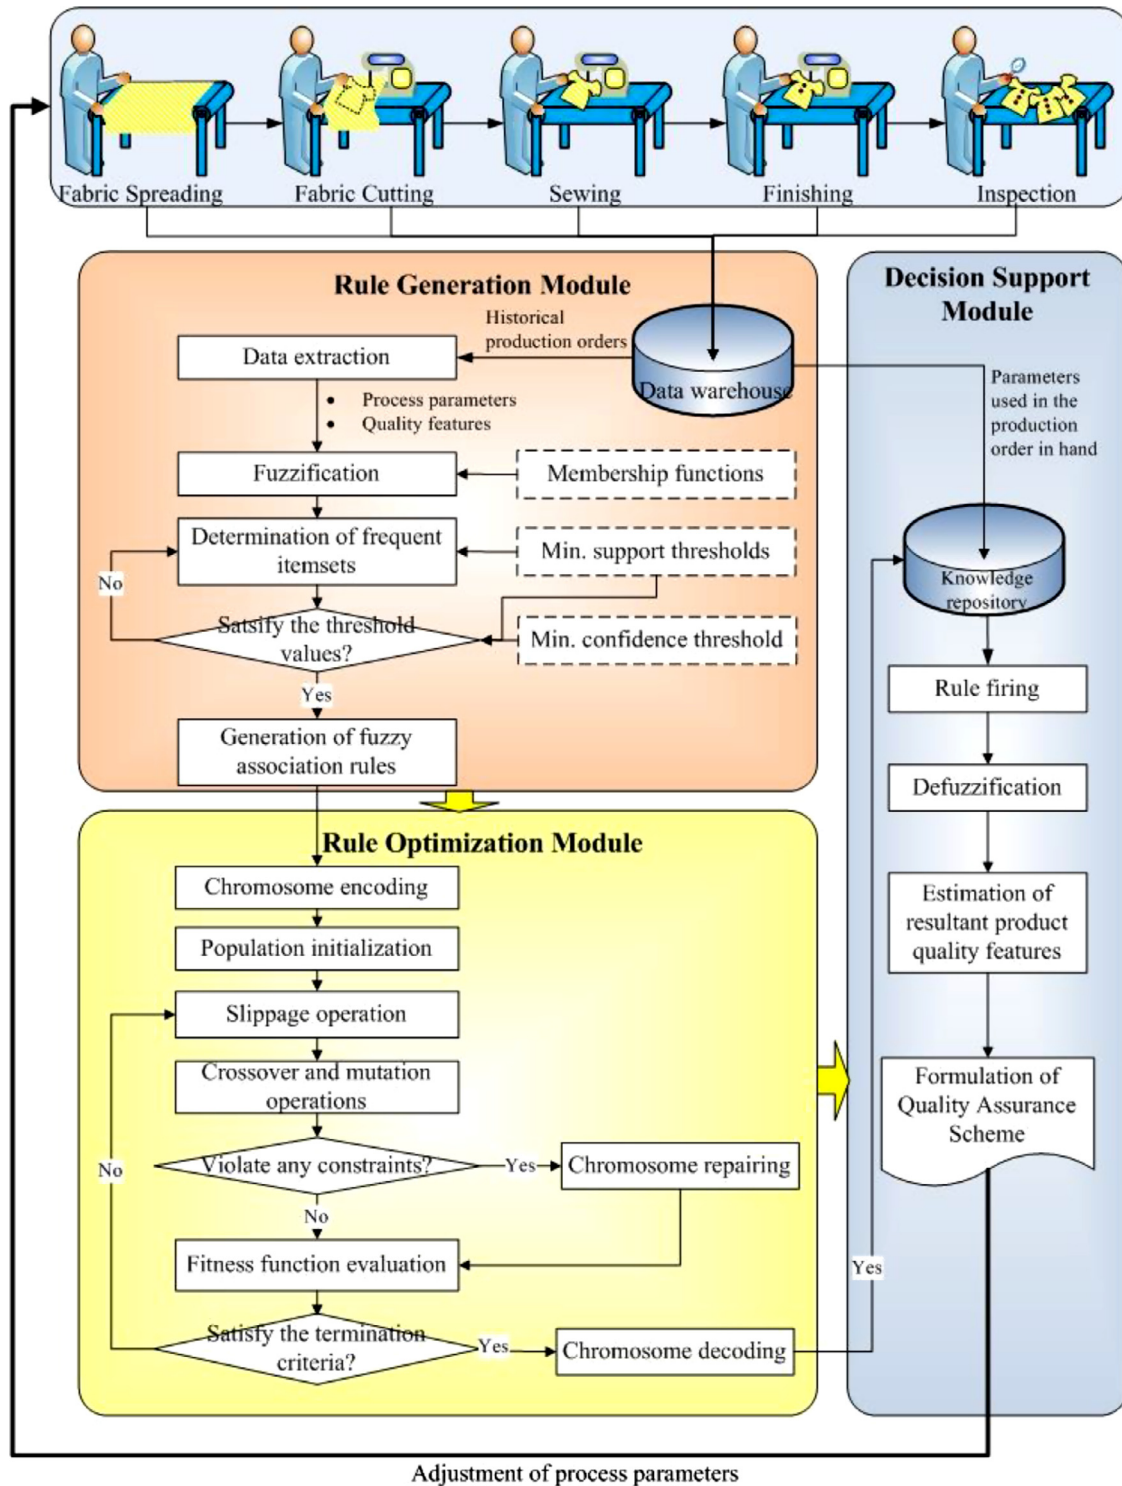 Fabric Spreading
Fabric Cutting
Sewing
Finishing
Inspection
Rule Generation Module
Historical
production orders
Data extraction
Data warehouse
• Process parameters
• Quality features
Fuzzification
Membership functions
Determination of frequent
itemsets
Min. support thresholds
No
Satsify the threshold
values?
Min. confidence threshold
Yes
Generation of fuzzy
association rules
Rule Optimization Module
Chromosome encoding
Population initialization
Slippage operation
Crossover and mutation
operations
Violate any constraints?
Yes
Chromosome repairing
No
No
Fitness function evaluation
Satisfy the termination
criteria?
Yes
Chromosome decoding
Yes
Decision Support
Module
Parameters
used in the
production
order in hand
Knowledge
repository
Rule firing
Defuzzification
Estimation of
resultant product
quality features
Formulation of
Quality Assurance
Scheme
Adjustment of process parameters